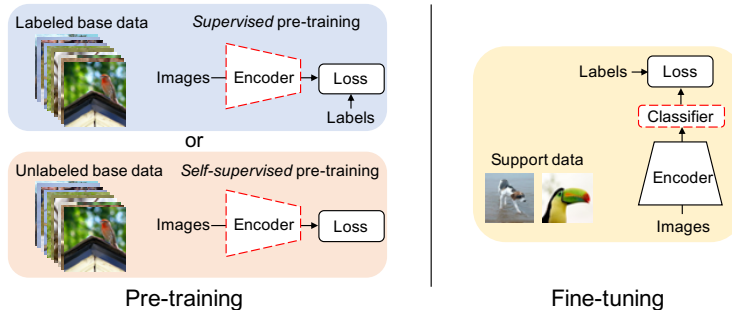 Labeled base data
Supervised pre-training
Images
Encoder
Loss
Labels
or
Unlabeled base data
Self-supervised pre-training
Images
Encoder
Loss
Pre-training
Labels
Loss
Classifier
Support data
Encoder
Images
Fine-tuning